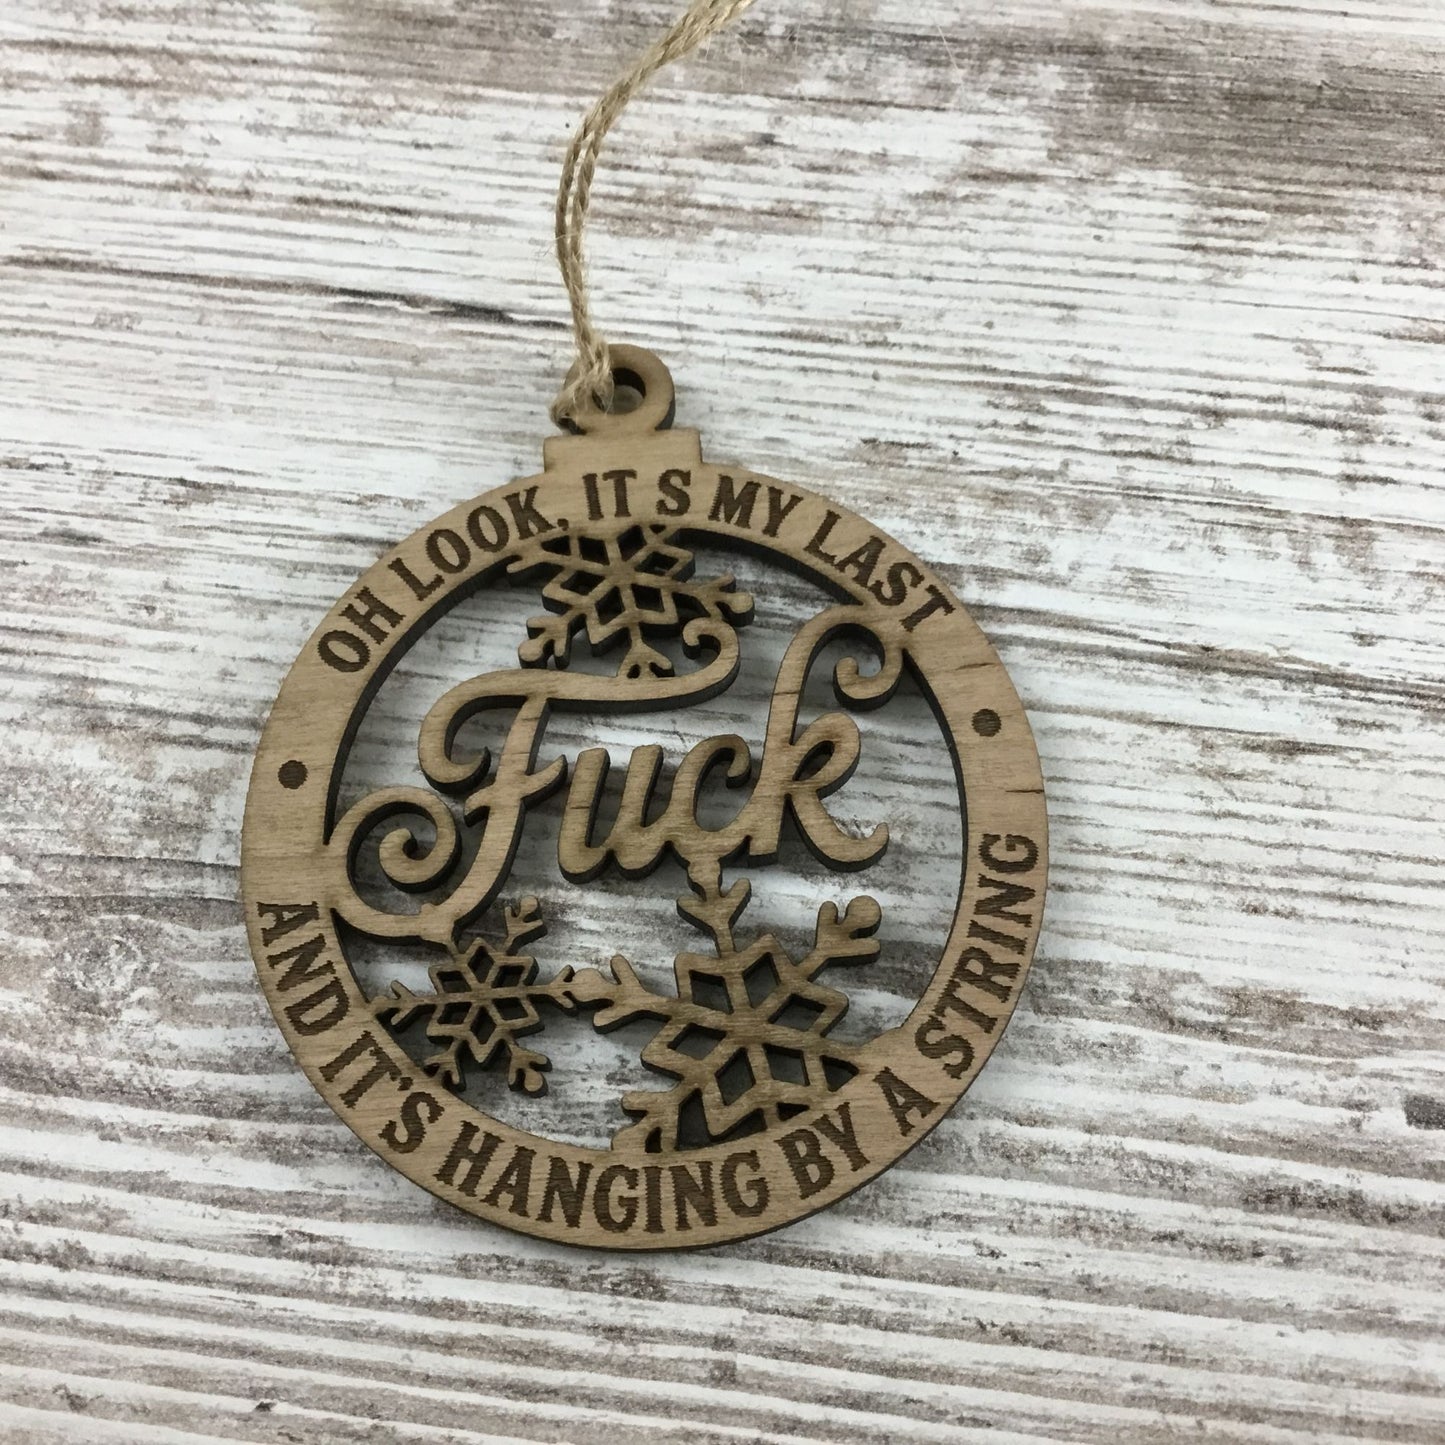 OH LOOK, IT S MY LAST
Fuck
AND IT'S HANGING BY A STRING